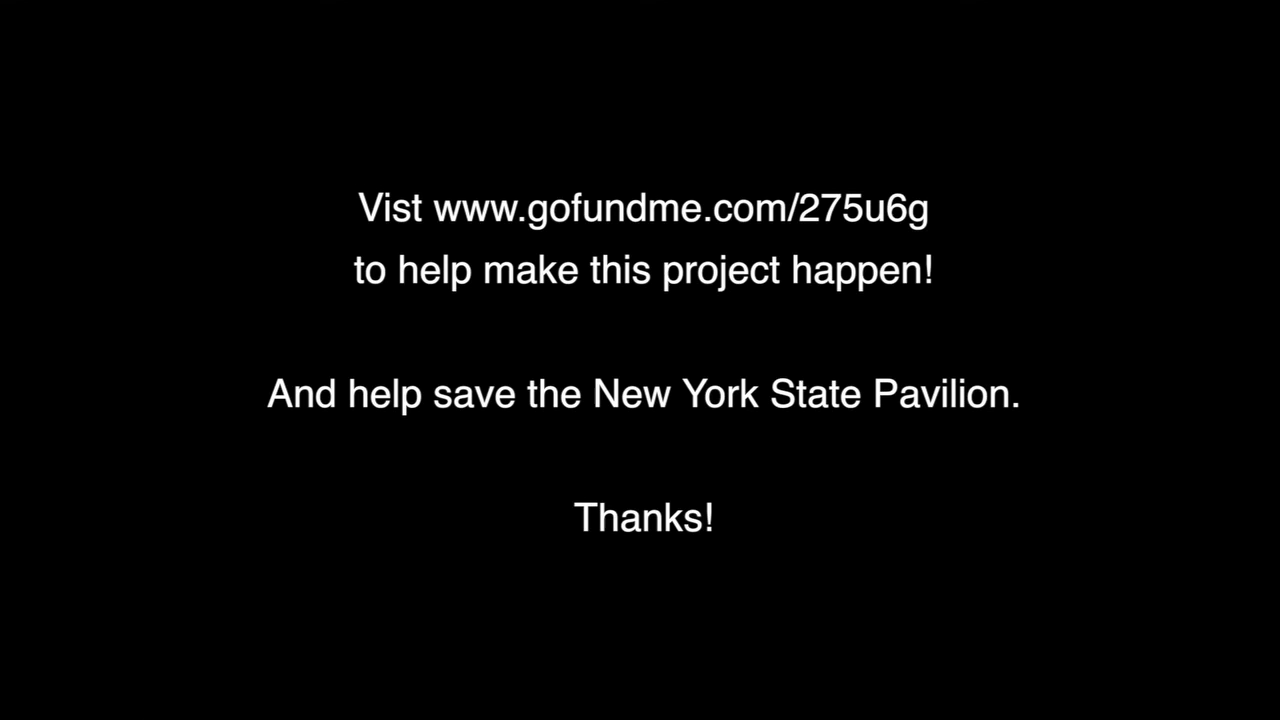 Vist www.gofundme.com/275u6g
to help make this project happen!
And help save the New York State Pavilion.
Thanks!